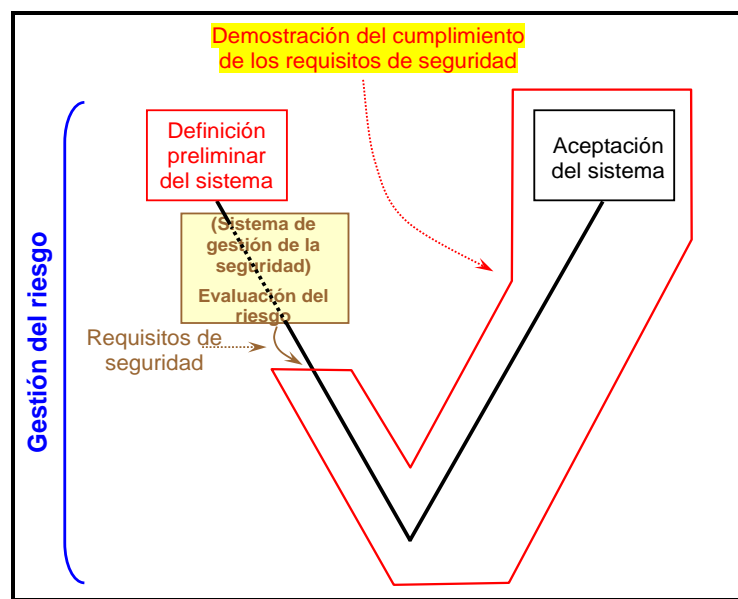 Demostración del cumplimiento
de los requisitos de seguridad
Definición
preliminar
del sistema
Aceptación
del sistema
(Sistema de
gestión de la
seguridad)
Evaluación del
riesgo
Requisitos de
seguridad
Gestión del riesgo